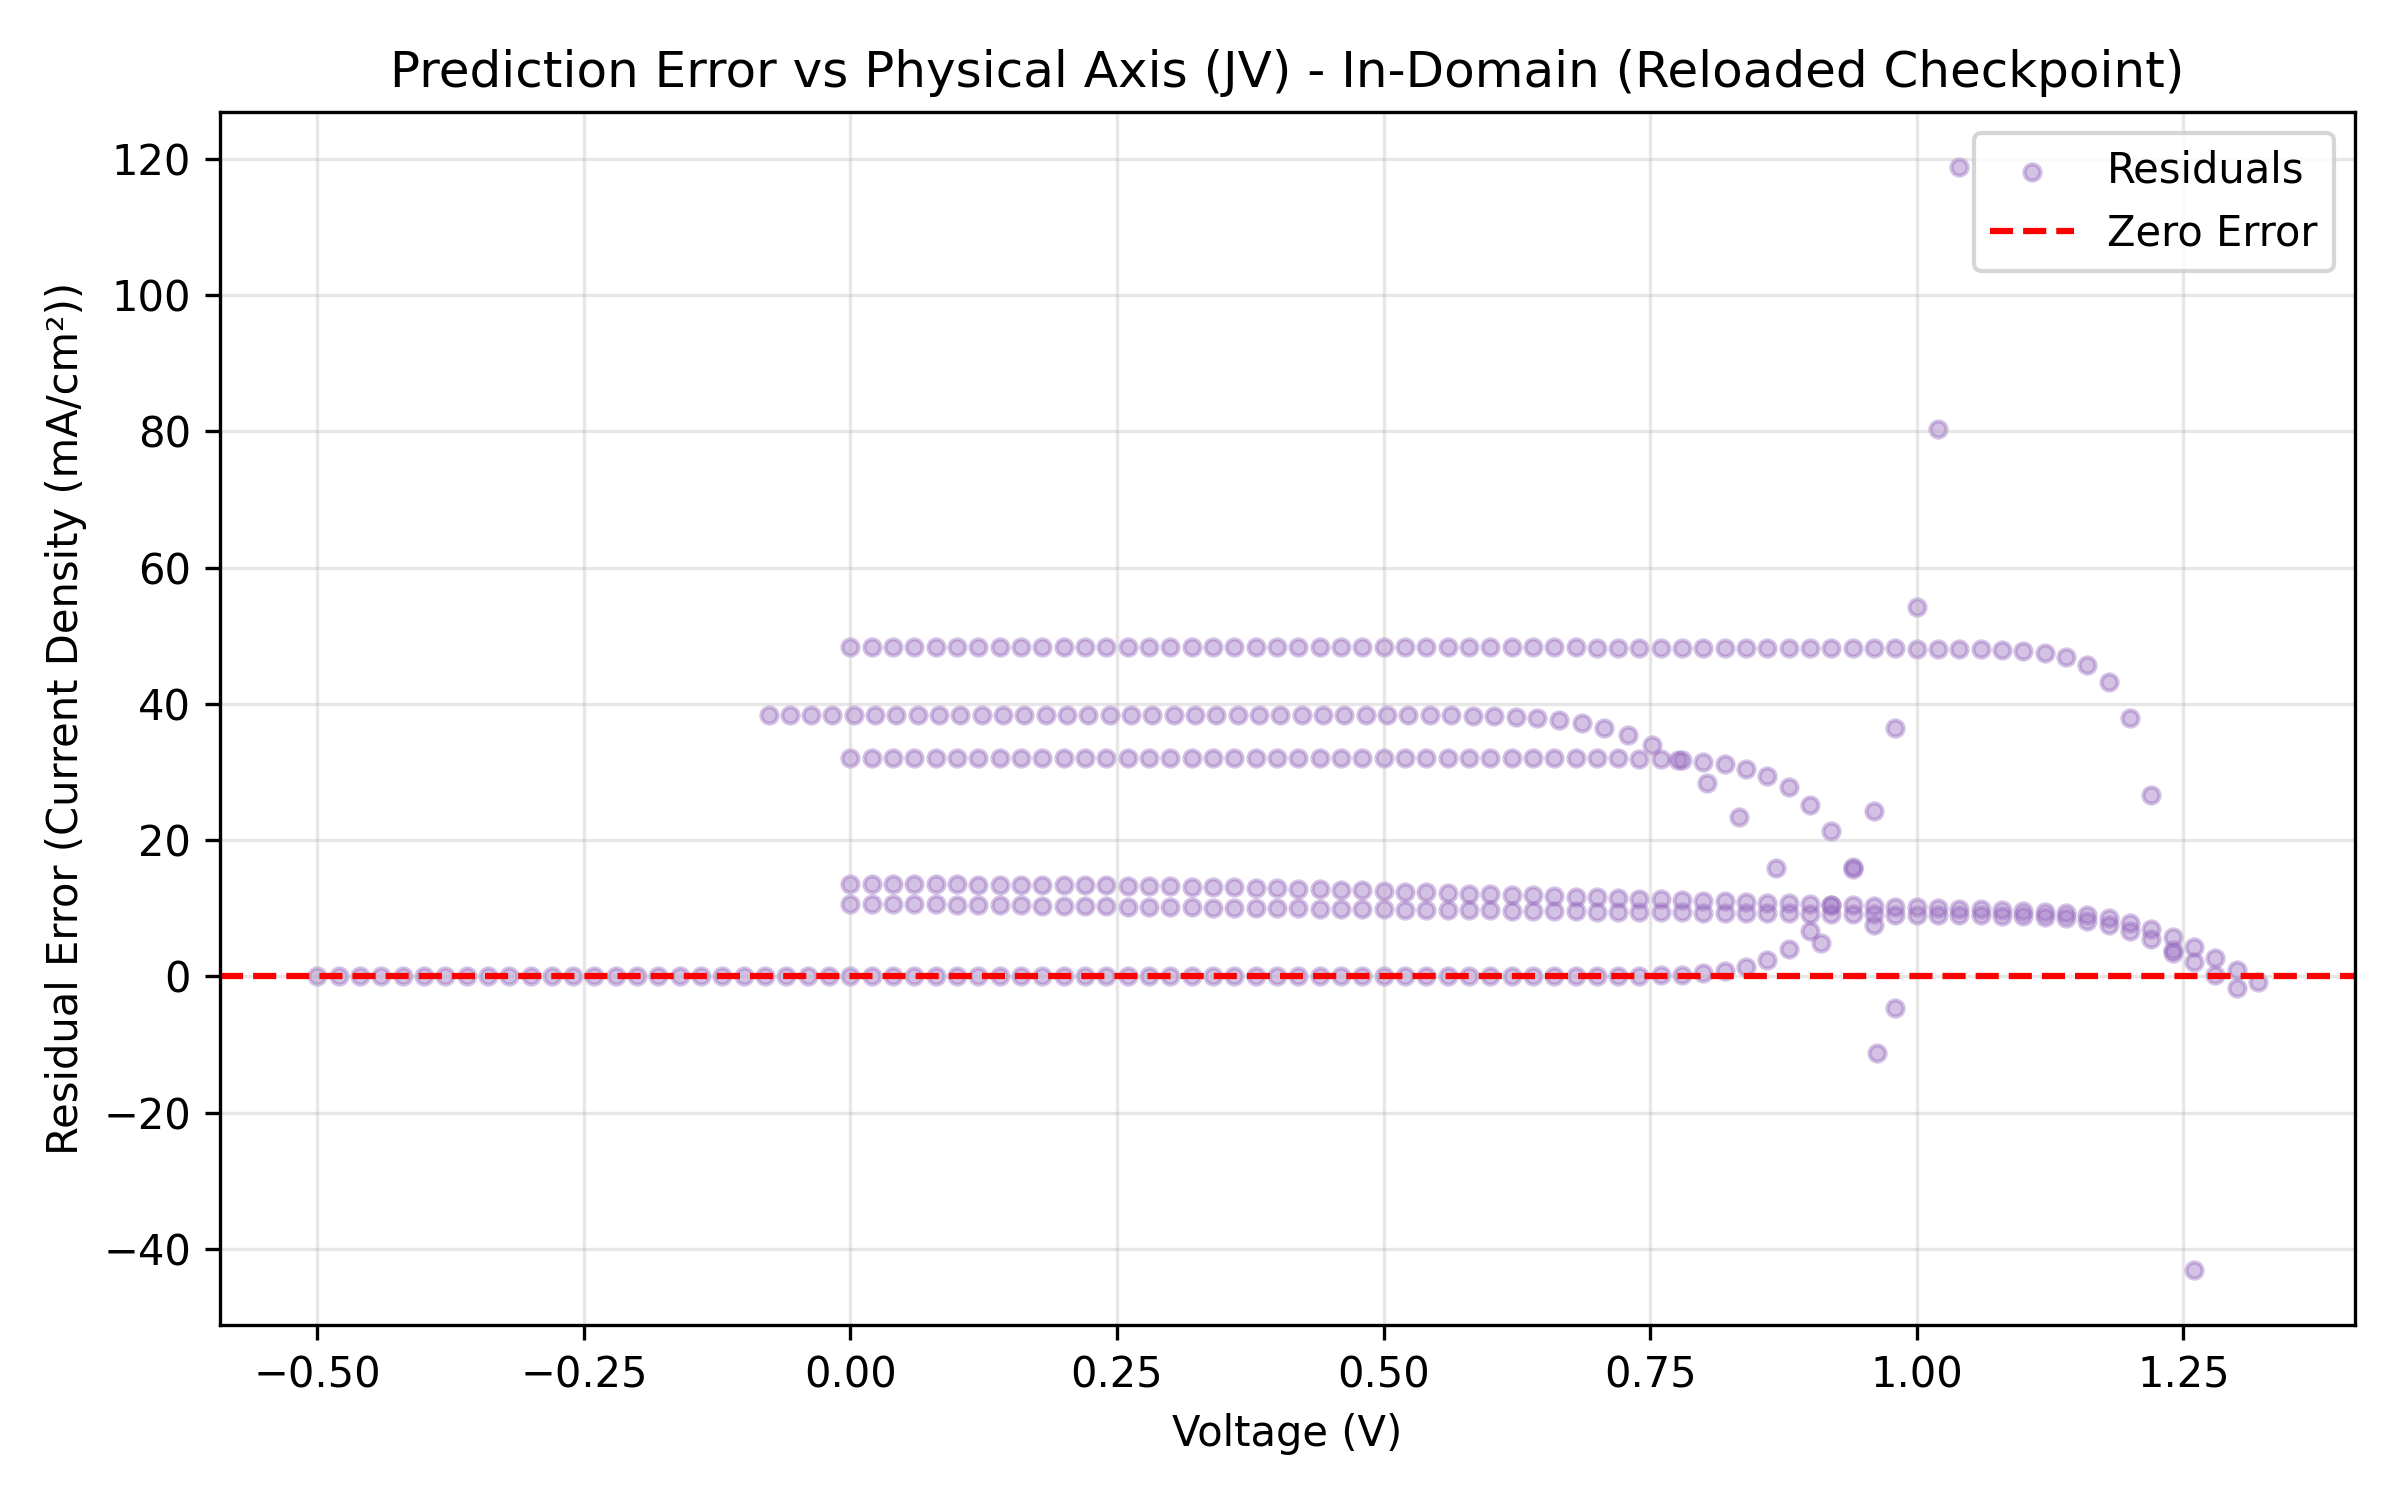 Prediction Error vs Physical Axis (JV) - In-Domain (Reloaded Checkpoint)
Residuals
Zero Error
Residual Error (Current Density (mA/cm²))
120
100
80
60
40
20
0
−20
−40
−0.50 −0.25 0.00 0.25 0.50 0.75 1.00 1.25
Voltage (V)